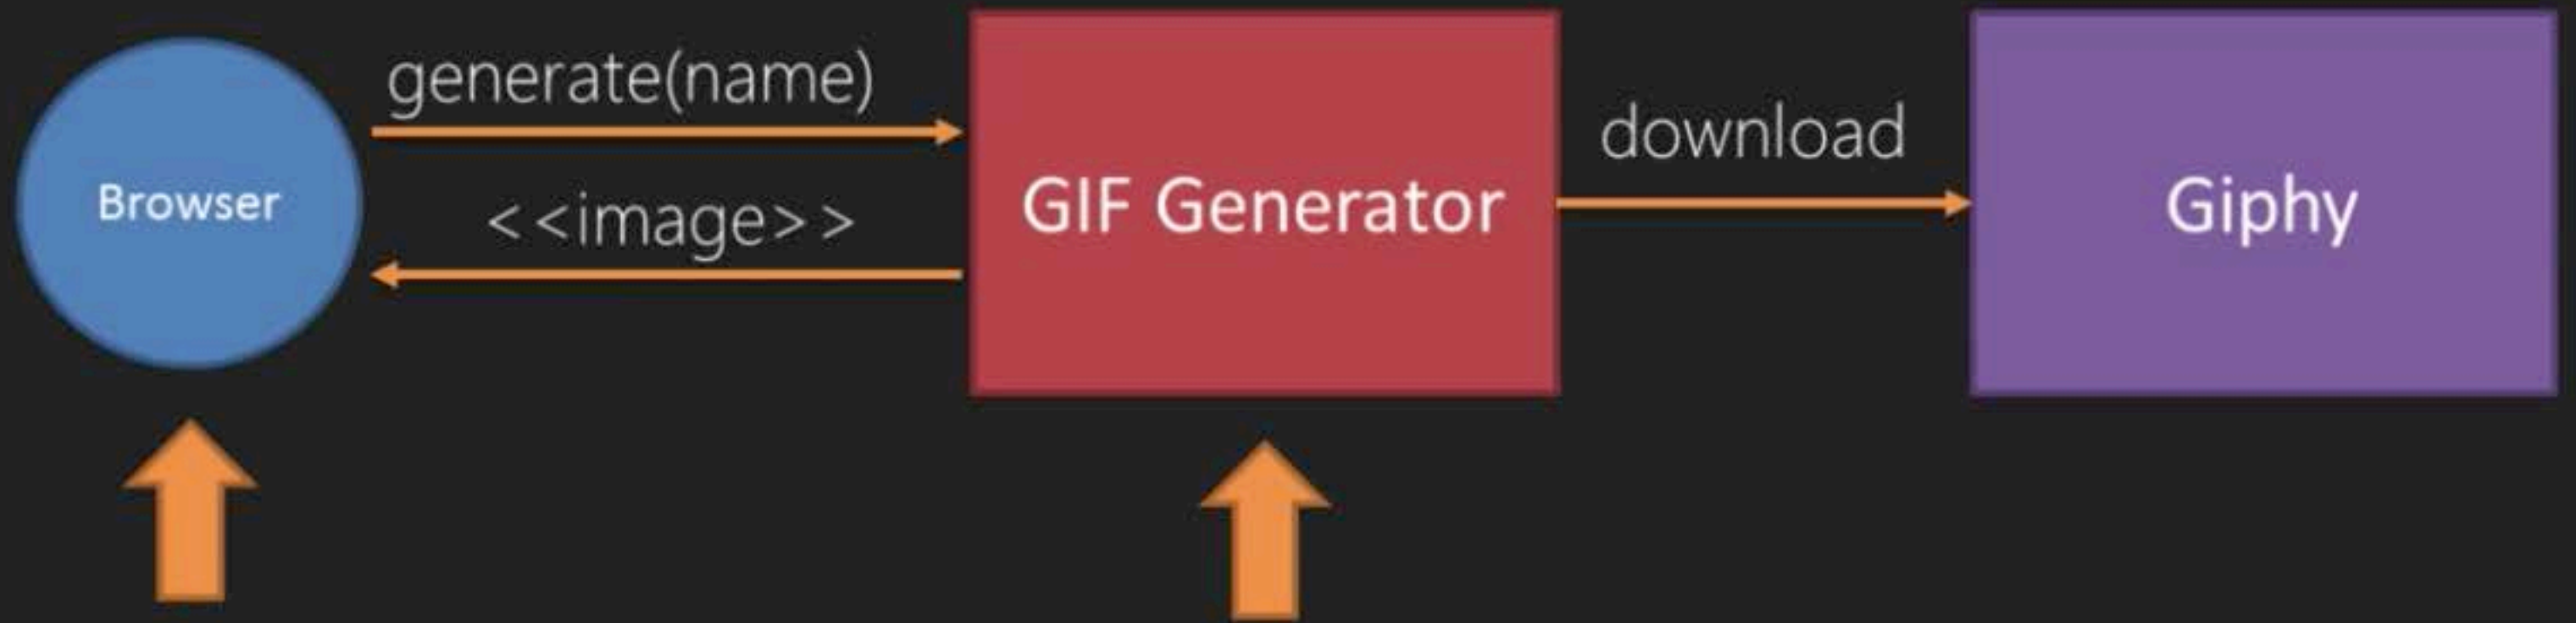 generate(name)
Browser
<<image>>
GIF Generator
download
Giphy